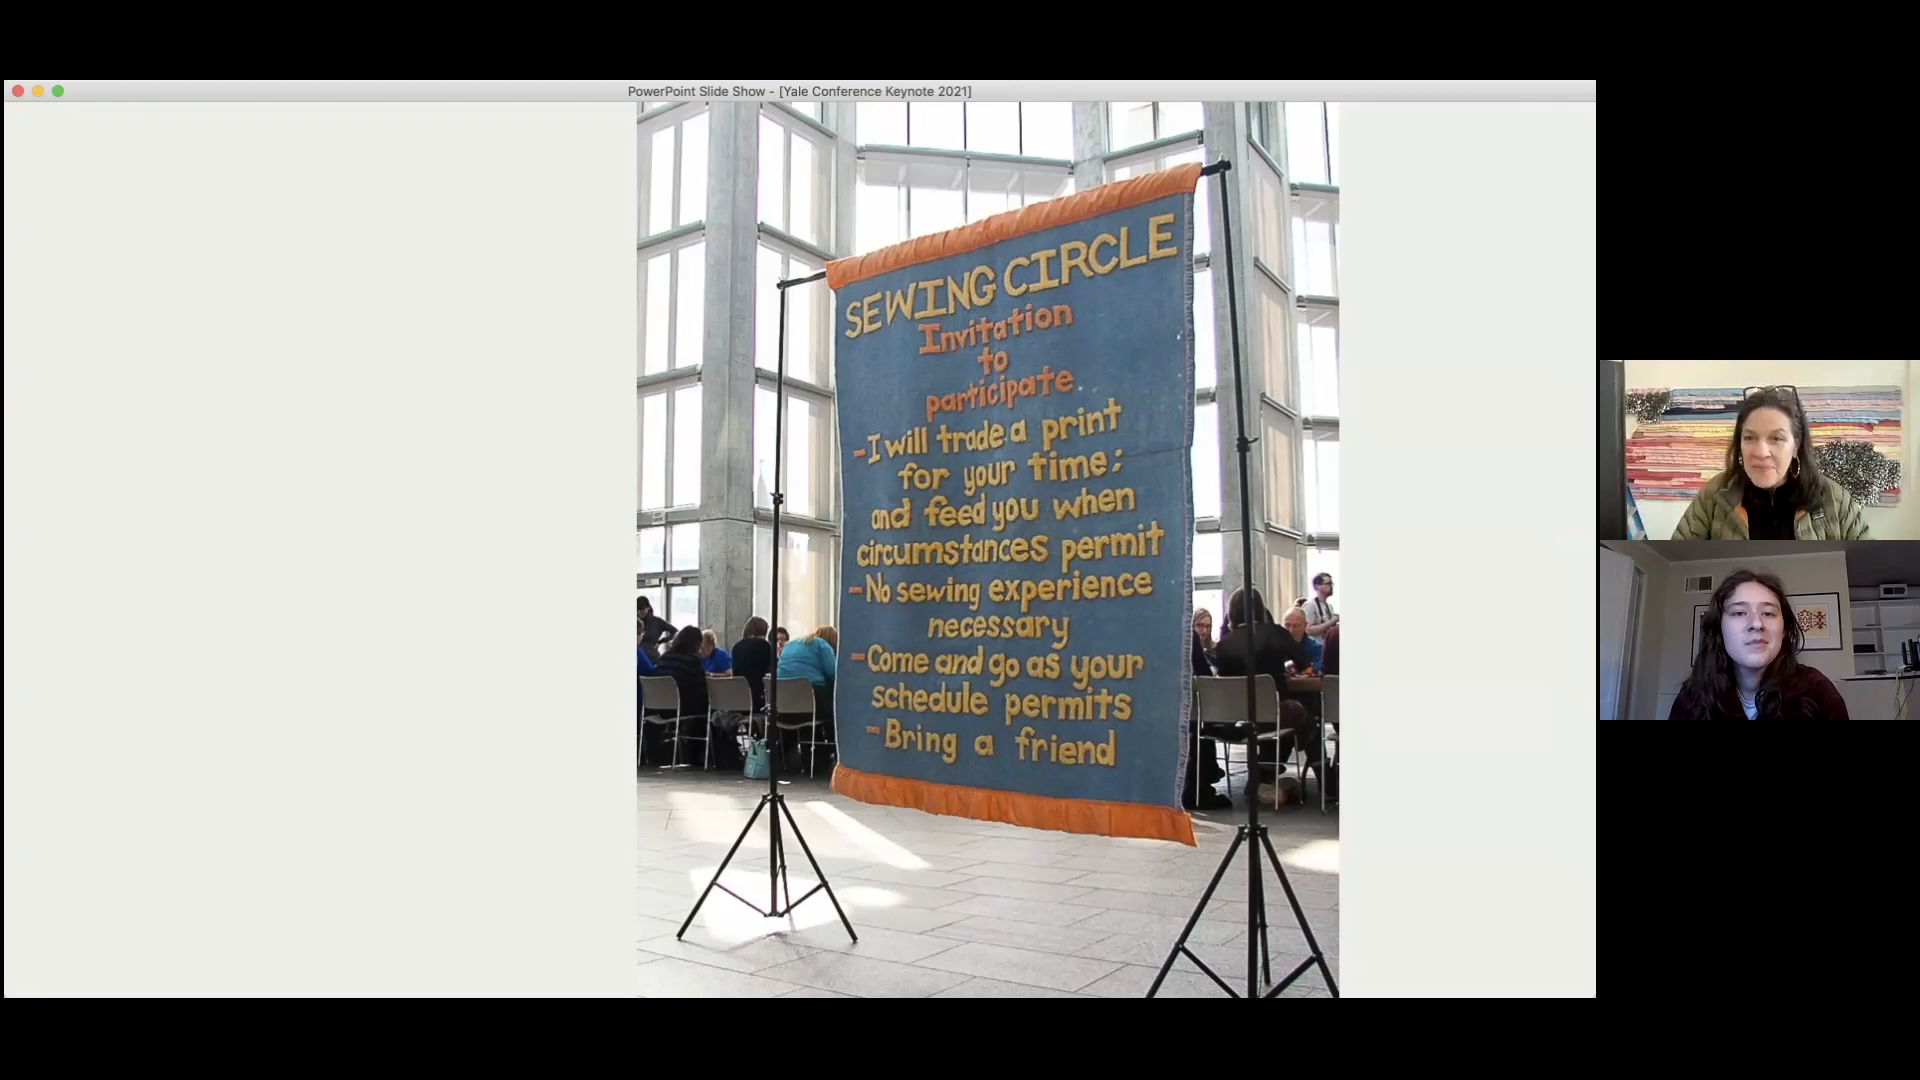 PowerPoint Slide Show - [Yale Conference Keynote 2021]
SEWING CIRCLE
Invitation
to
participate
-I will trade a print
for your time;
and feed you when
circumstances permit
-No sewing experience
necessary
-Come and go as your
schedule permits
-Bring a friend